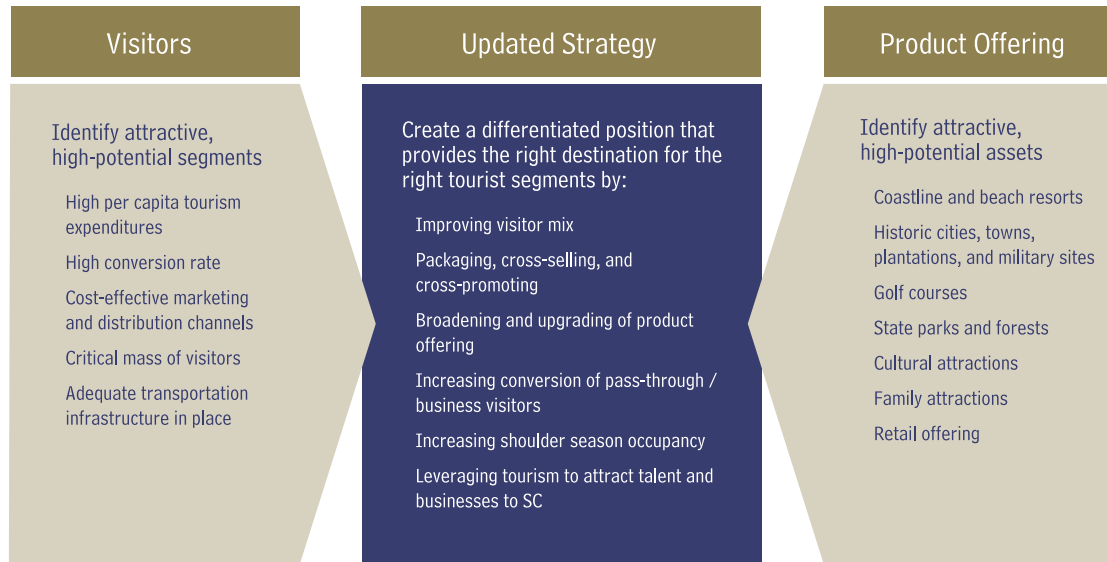 Visitors
Identify attractive,
high-potential segments
High per capita tourism
expenditures
High conversion rate
Cost-effective marketing
and distribution channels
Critical mass of visitors
Adequate transportation
infrastructure in place
Updated Strategy
Create a differentiated position that
provides the right destination for the
right tourist segments by:
Improving visitor mix
Packaging, cross-selling, and
cross-promoting
Broadening and upgrading of product
offering
Increasing conversion of pass-through /
business visitors
Increasing shoulder season occupancy
Leveraging tourism to attract talent and
businesses to SC
Product Offering
Identify attractive,
high-potential assets
Coastline and beach resorts
Historic cities, towns,
plantations, and military sites
Golf courses
State parks and forests
Cultural attractions
Family attractions
Retail offering